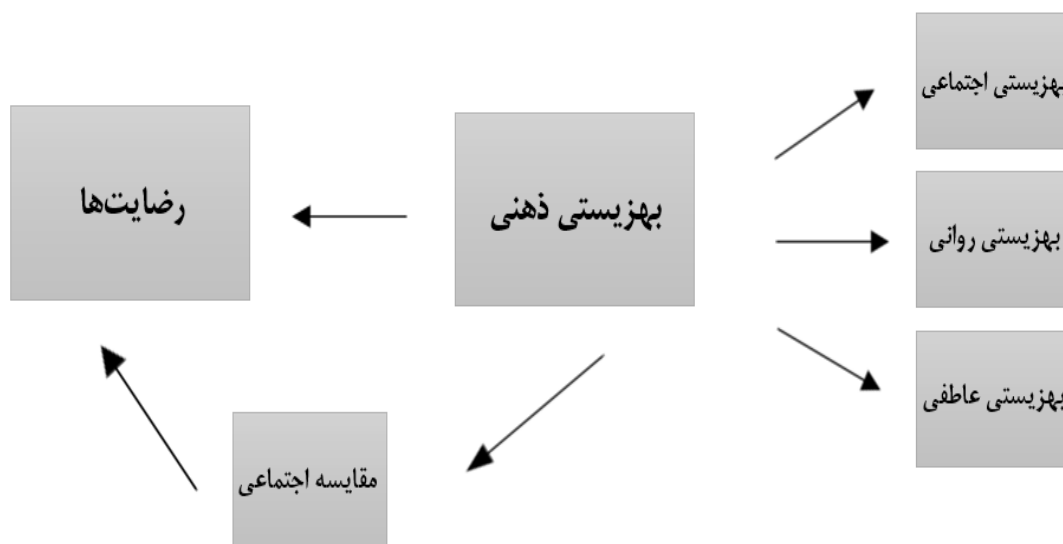 بهزیستی اجتماعی
رضایت‌ها
بهزیستی ذهنی
بهزیستی روانی
بهزیستی عاطفی
مقایسه اجتماعی